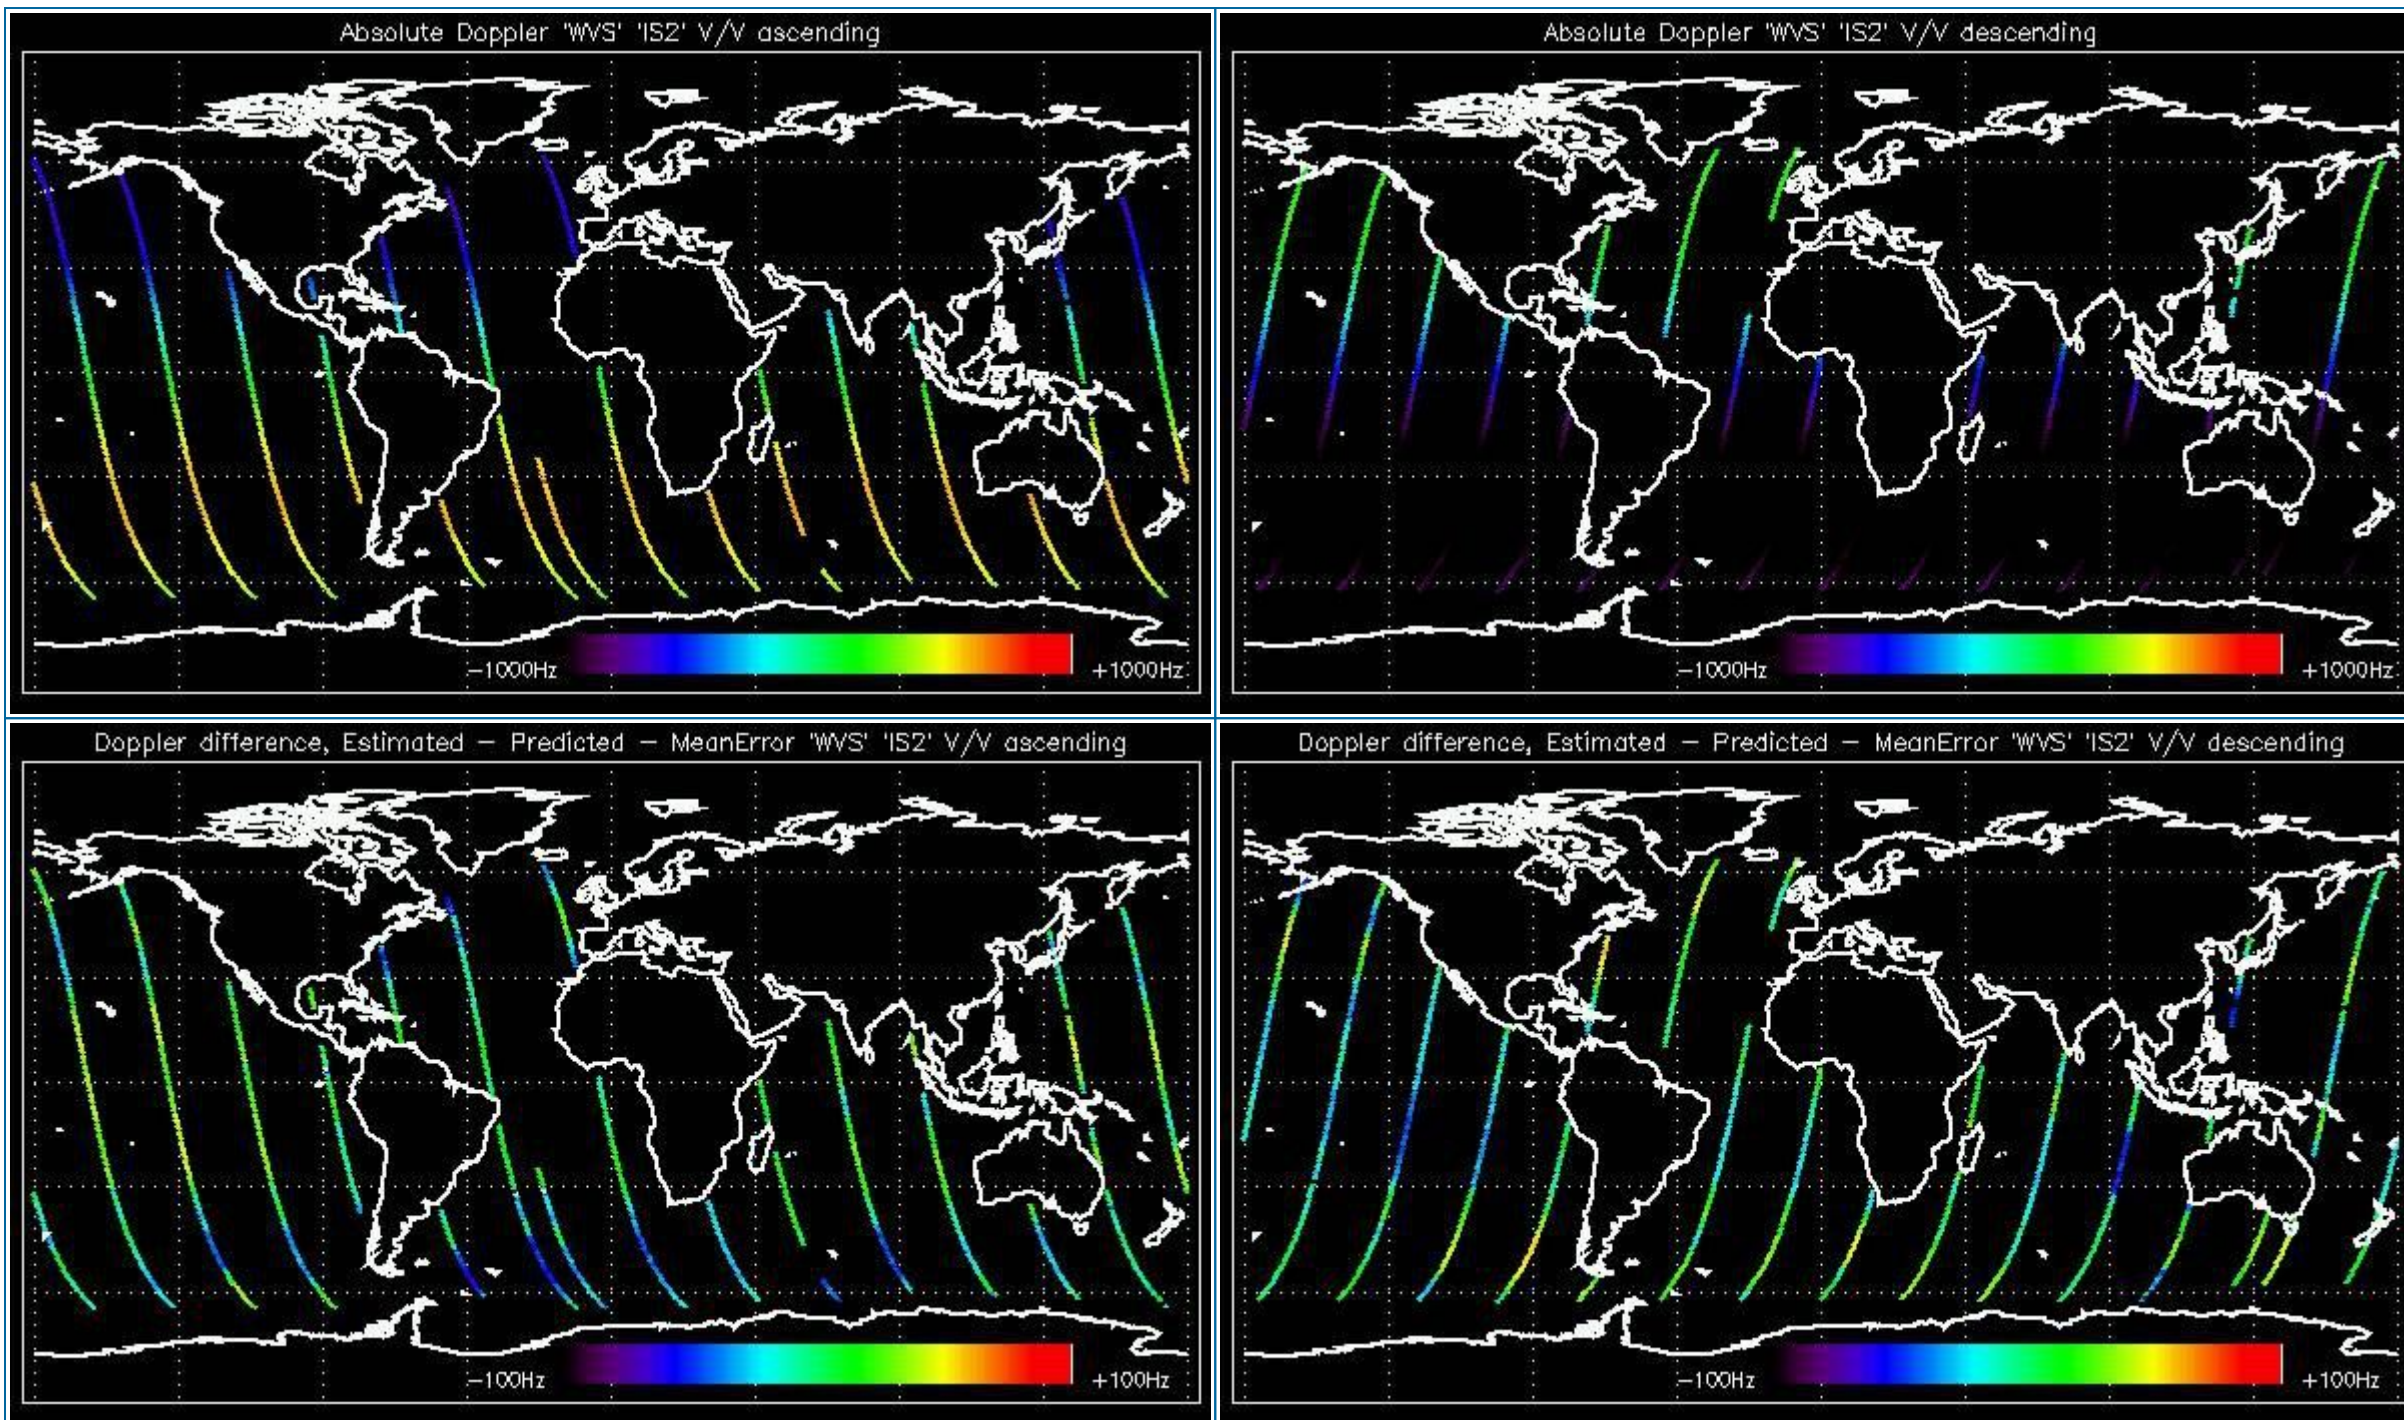 Absolute Doppler 'WVS' 'IS2' V/V ascending
−1000Hz
+1000Hz
Absolute Doppler 'WVS' 'IS2' V/V descending
−1000Hz
+1000Hz
Doppler difference, Estimated − Predicted − MeanError 'WVS' 'IS2' V/V ascending
−100Hz
+100Hz
Doppler difference, Estimated − Predicted − MeanError 'WVS' 'IS2' V/V descending
−100Hz
+100Hz